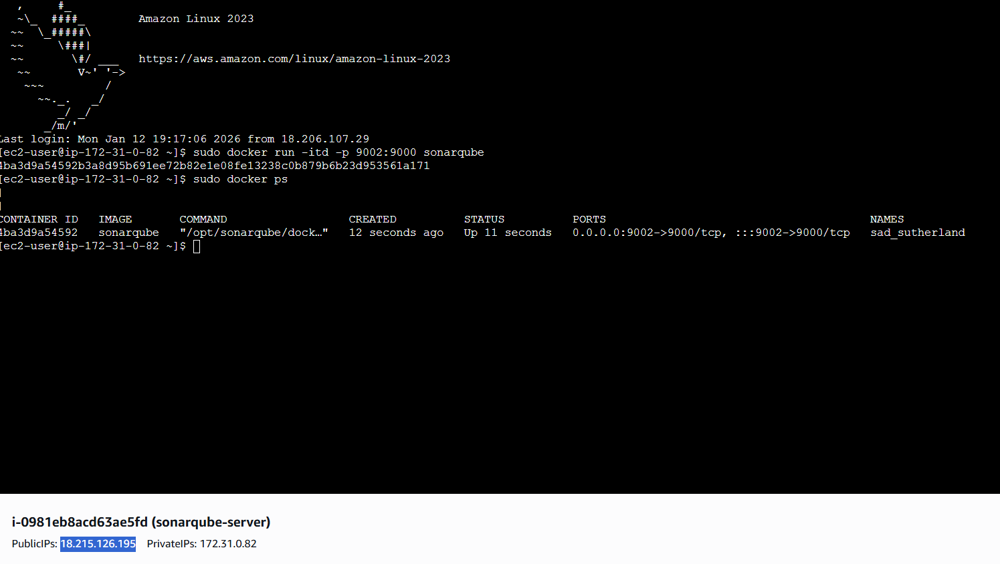 ,     #_
~\_  ####_        Amazon Linux 2023
~~  \_#####\
~~     \###|
~~       \#/ ___   https://aws.amazon.com/linux/amazon-linux-2023
~~       V~' '->
~~~         /
~~._.   _/
_/ _/
_/m/'
Last login: Mon Jan 12 19:17:06 2026 from 18.206.107.29
[ec2-user@ip-172-31-0-82 ~]$ sudo docker run -itd -p 9002:9000 sonarqube
4ba3d9a54592b3a8d95b691ee72b82e1e08fe13238c0b879b6b23d953561a171
[ec2-user@ip-172-31-0-82 ~]$ sudo docker ps
CONTAINER ID   IMAGE       COMMAND                  CREATED          STATUS          PORTS                                       NAMES
4ba3d9a54592   sonarqube   "/opt/sonarqube/dock…"   12 seconds ago   Up 11 seconds   0.0.0.0:9002->9000/tcp, :::9002->9000/tcp   sad_sutherland
[ec2-user@ip-172-31-0-82 ~]$
i-0981eb8acd63ae5fd (sonarqube-server)
PublicIPs: 18.215.126.195    PrivateIPs: 172.31.0.82